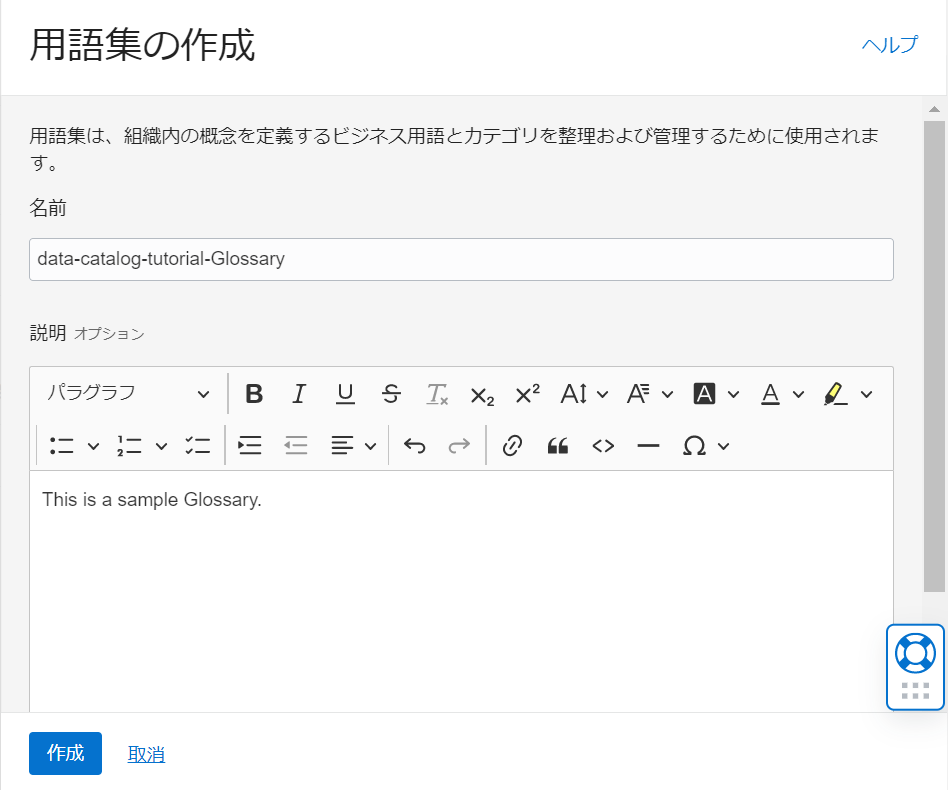 用語集の作成
ヘルプ
用語集は、組織内の概念を定義するビジネス用語とカテゴリを整理および管理するために使用されま
す。
名前
data-catalog-tutorial-Glossary
説明 オプション
パラグラフ
This is a sample Glossary.
作成 取消